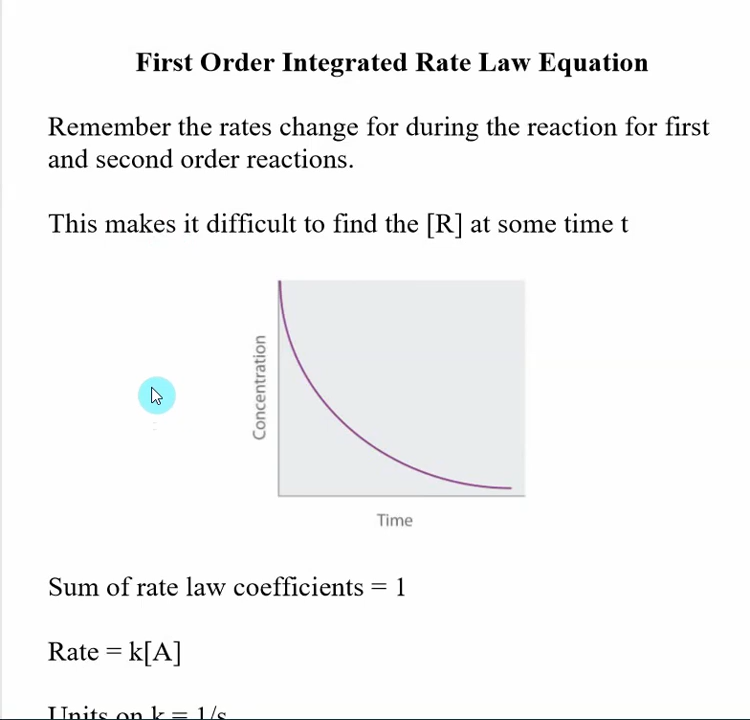 First Order Integrated Rate Law Equation
Remember the rates change for during the reaction for first
and second order reactions.
This makes it difficult to find the [R] at some time t
Concentration
Time
Sum of rate law coefficients = 1
Rate = k[A]
Units on k = 1/s